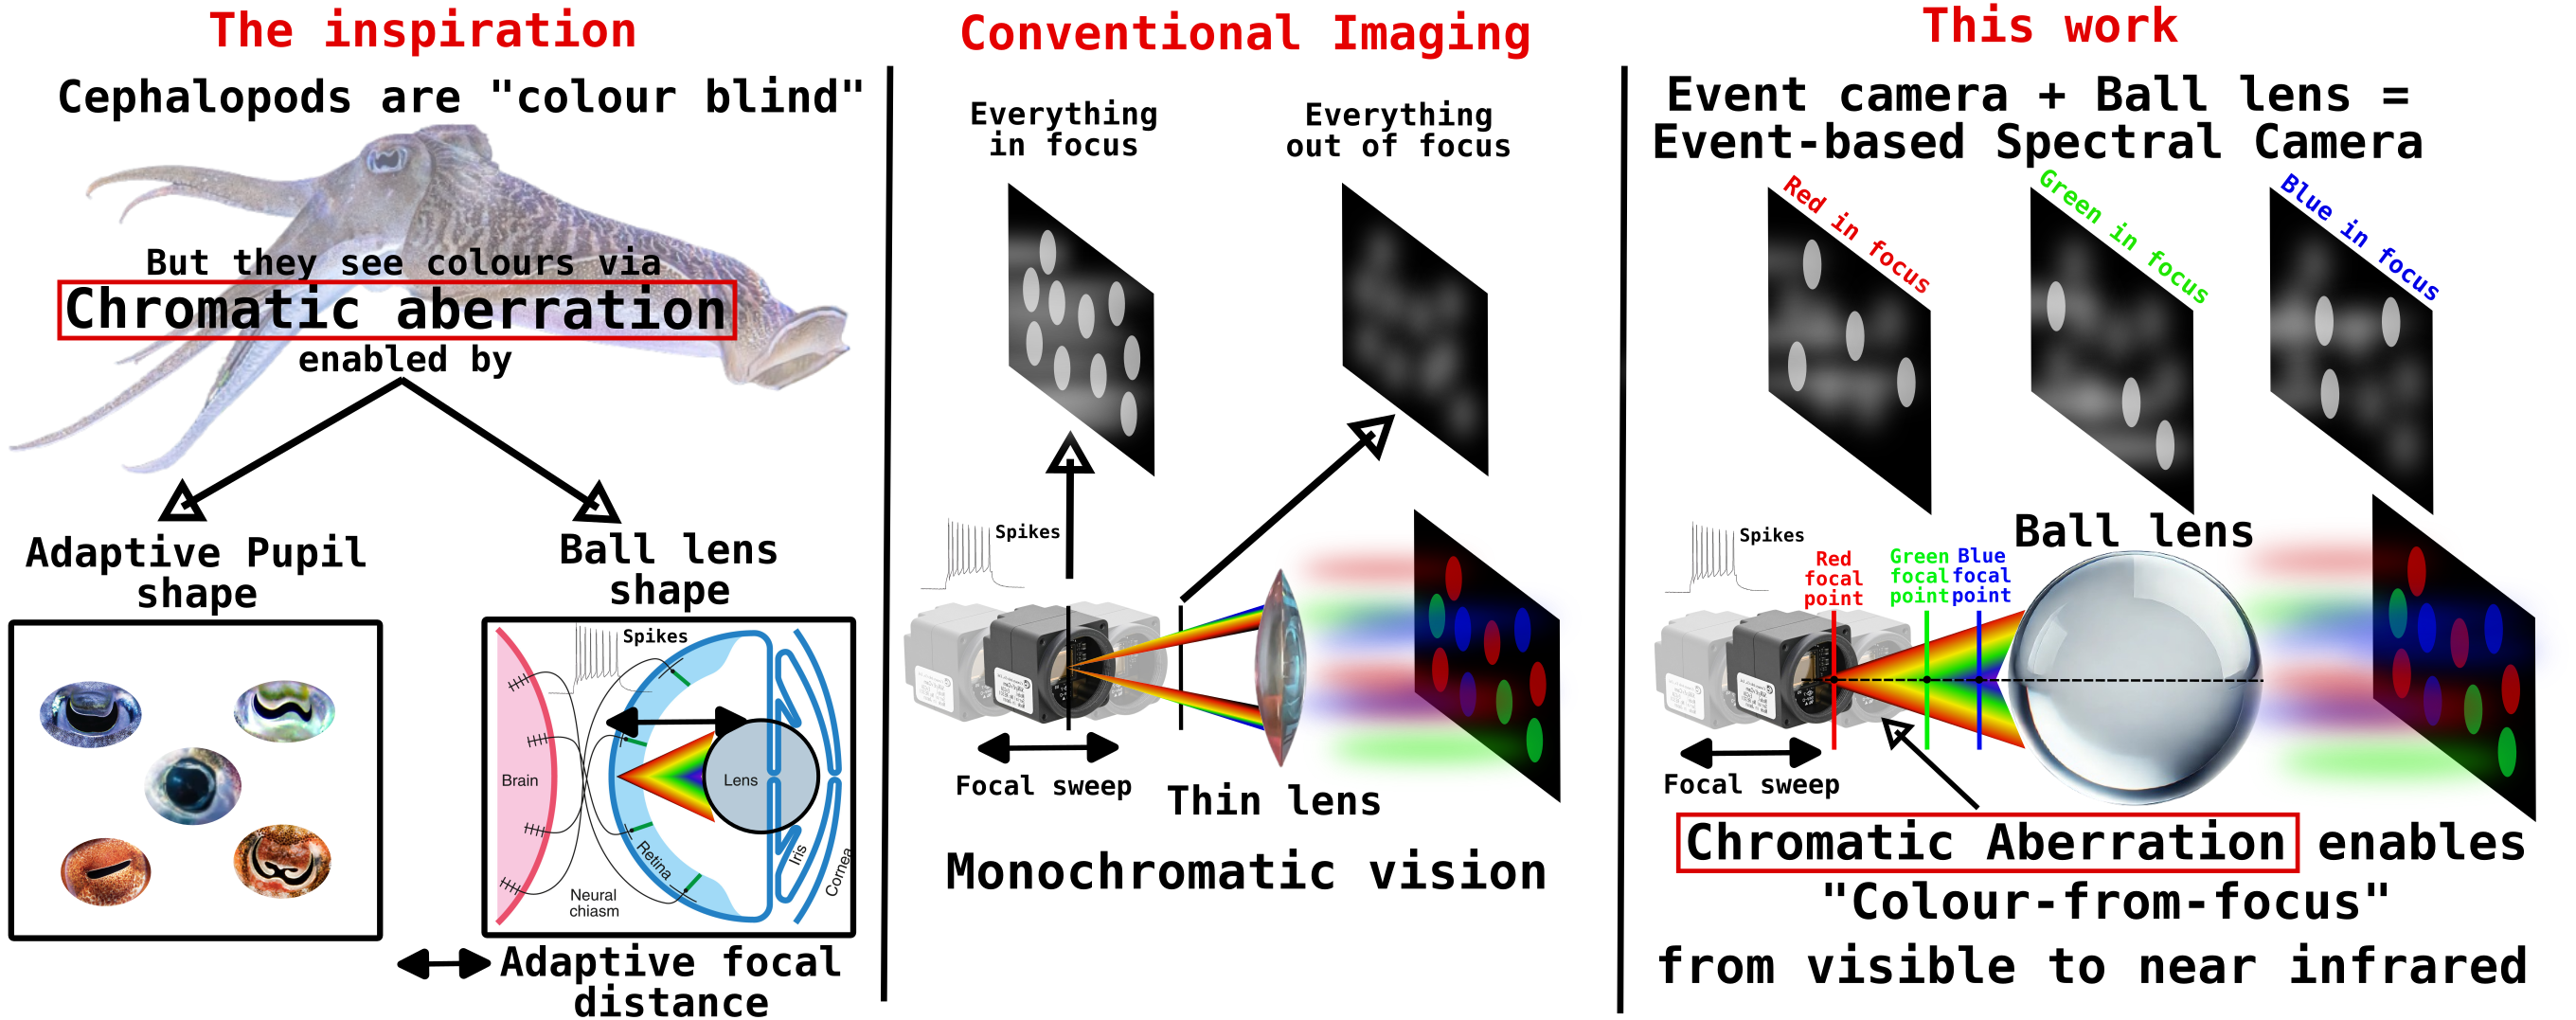 The inspiration
Cephalopods are "colour blind"
But they see colours via
Chromatic aberration
enabled by
Adaptive Pupil
shape
Ball lens
shape
Spikes
Brain
Lens
Retina
Iris
Cornea
Neural
chiasm
Adaptive focal
distance
Conventional Imaging
Everything
in focus
Everything
out of focus
Spikes
Focal sweep
Thin lens
Monochromatic vision
This work
Event camera + Ball lens =
Event-based Spectral Camera
Red in focus
Green in focus
Blue in focus
Spikes
Red
focal
point
Green
focal
point
Blue
focal
point
Ball lens
Focal sweep
Chromatic Aberration enables
"Colour-from-focus"
from visible to near infrared